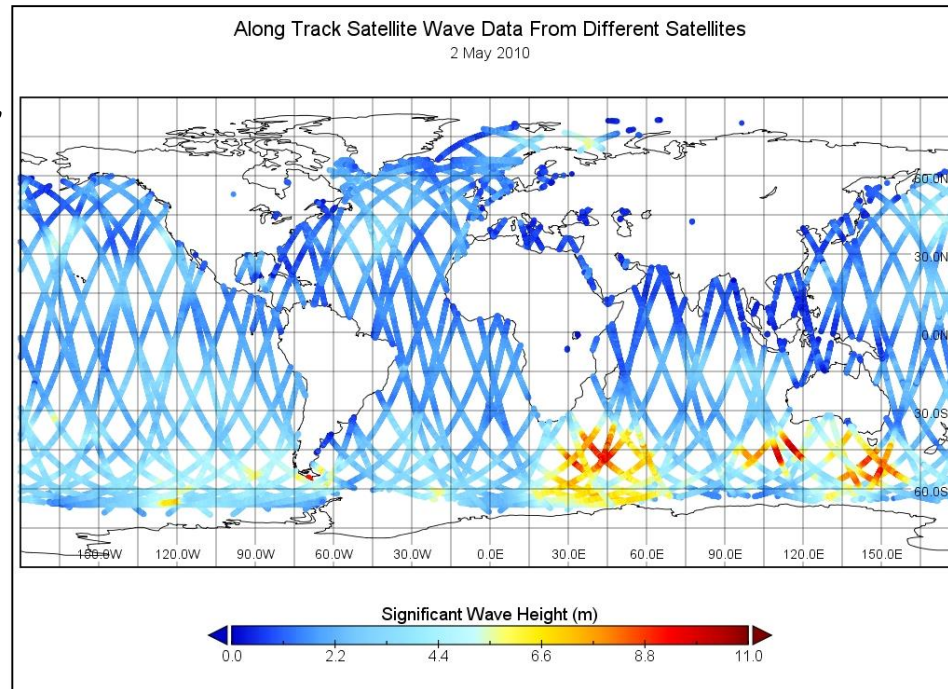 Along Track Satellite Wave Data From Different Satellites
2 May 2010
60.0N
30.0N
0.0N
30.0S
60.0S
120.0W 90.0W 60.0W 30.0W 0.0E 30.0E 60.0E 90.0E 120.0E 150.0E
Significant Wave Height (m)
0.0 2.2 4.4 6.6 8.8 11.0